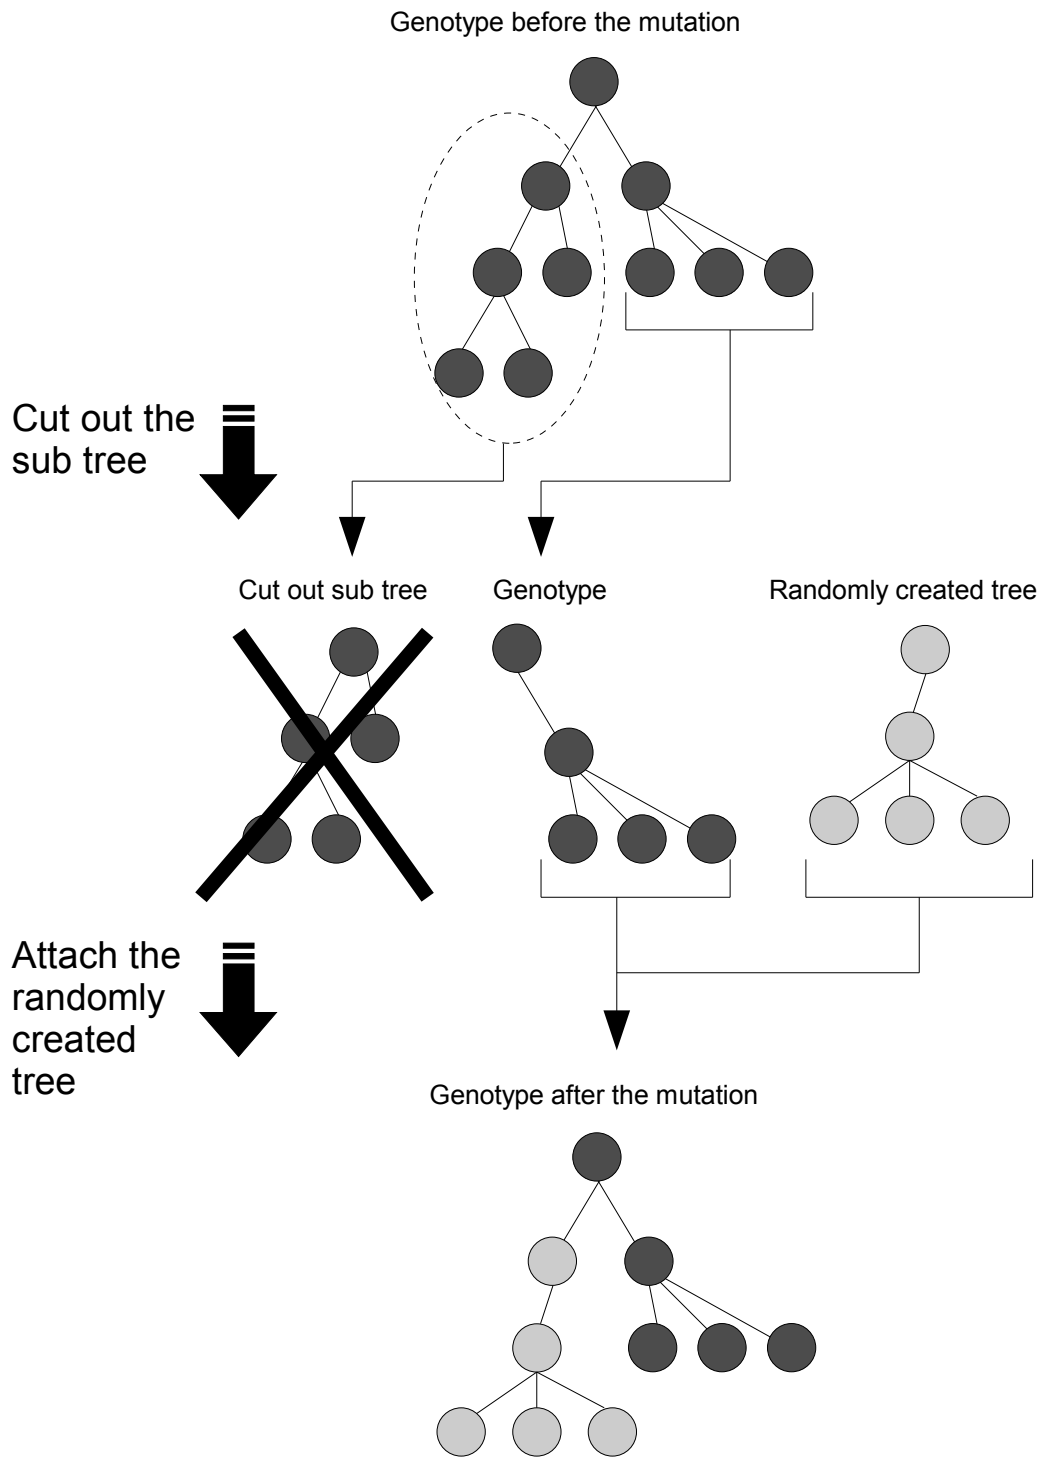 Genotype before the mutation
Cut out the
sub tree
Cut out sub tree
Genotype
Randomly created tree
Attach the
randomly
created
tree
Genotype after the mutation